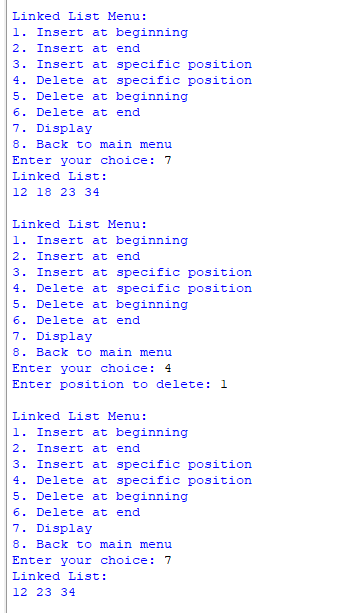 Linked List Menu:
1. Insert at beginning
2. Insert at end
3. Insert at specific position
4. Delete at specific position
5. Delete at beginning
6. Delete at end
7. Display
8. Back to main menu
Enter your choice: 7
Linked List:
12 18 23 34
Linked List Menu:
1. Insert at beginning
2. Insert at end
3. Insert at specific position
4. Delete at specific position
5. Delete at beginning
6. Delete at end
7. Display
8. Back to main menu
Enter your choice: 4
Enter position to delete: 1
Linked List Menu:
1. Insert at beginning
2. Insert at end
3. Insert at specific position
4. Delete at specific position
5. Delete at beginning
6. Delete at end
7. Display
8. Back to main menu
Enter your choice: 7
Linked List:
12 23 34